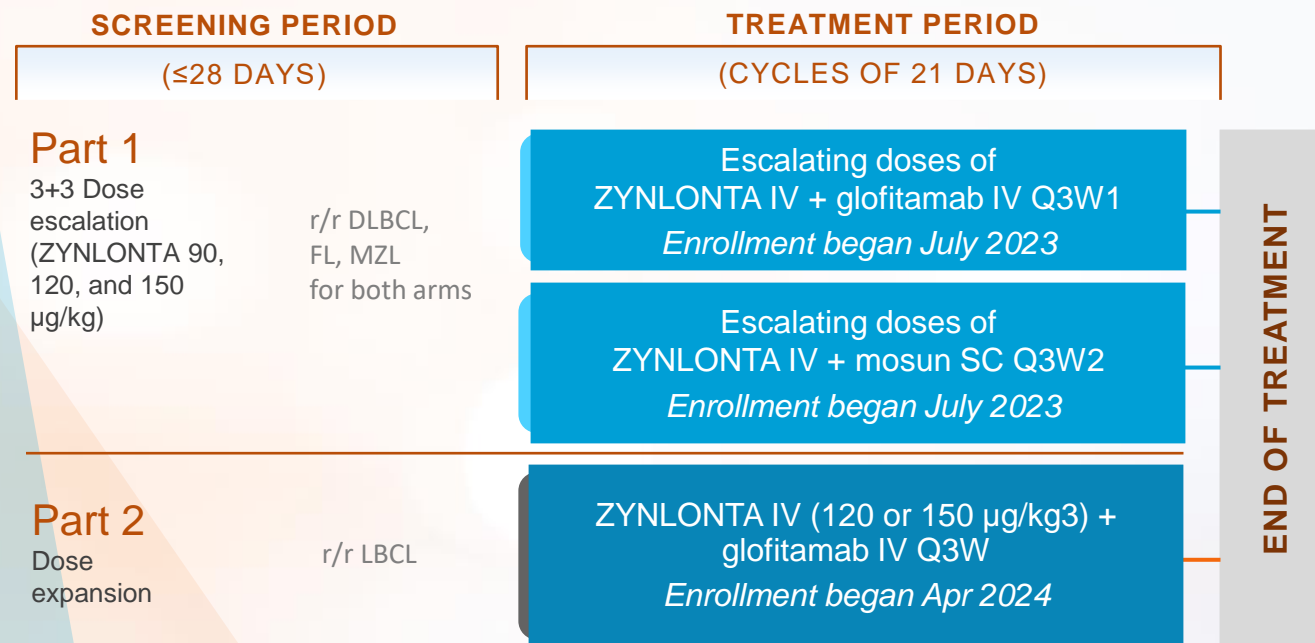 SCREENING PERIOD
(≤28 DAYS)
TREATMENT PERIOD
(CYCLES OF 21 DAYS)
Part 1
3+3 Dose
escalation
(ZYNLONTA 90,
120, and 150
µg/kg)
r/r DLBCL,
FL, MZL
for both arms
Escalating doses of
ZYNLONTA IV + glofitamab IV Q3W1
Enrollment began July 2023
Escalating doses of
ZYNLONTA IV + mosun SC Q3W2
Enrollment began July 2023
Part 2
Dose
expansion
r/r LBCL
ZYNLONTA IV (120 or 150 µg/kg3) +
glofitamab IV Q3W
Enrollment began Apr 2024
END OF TREATMENT